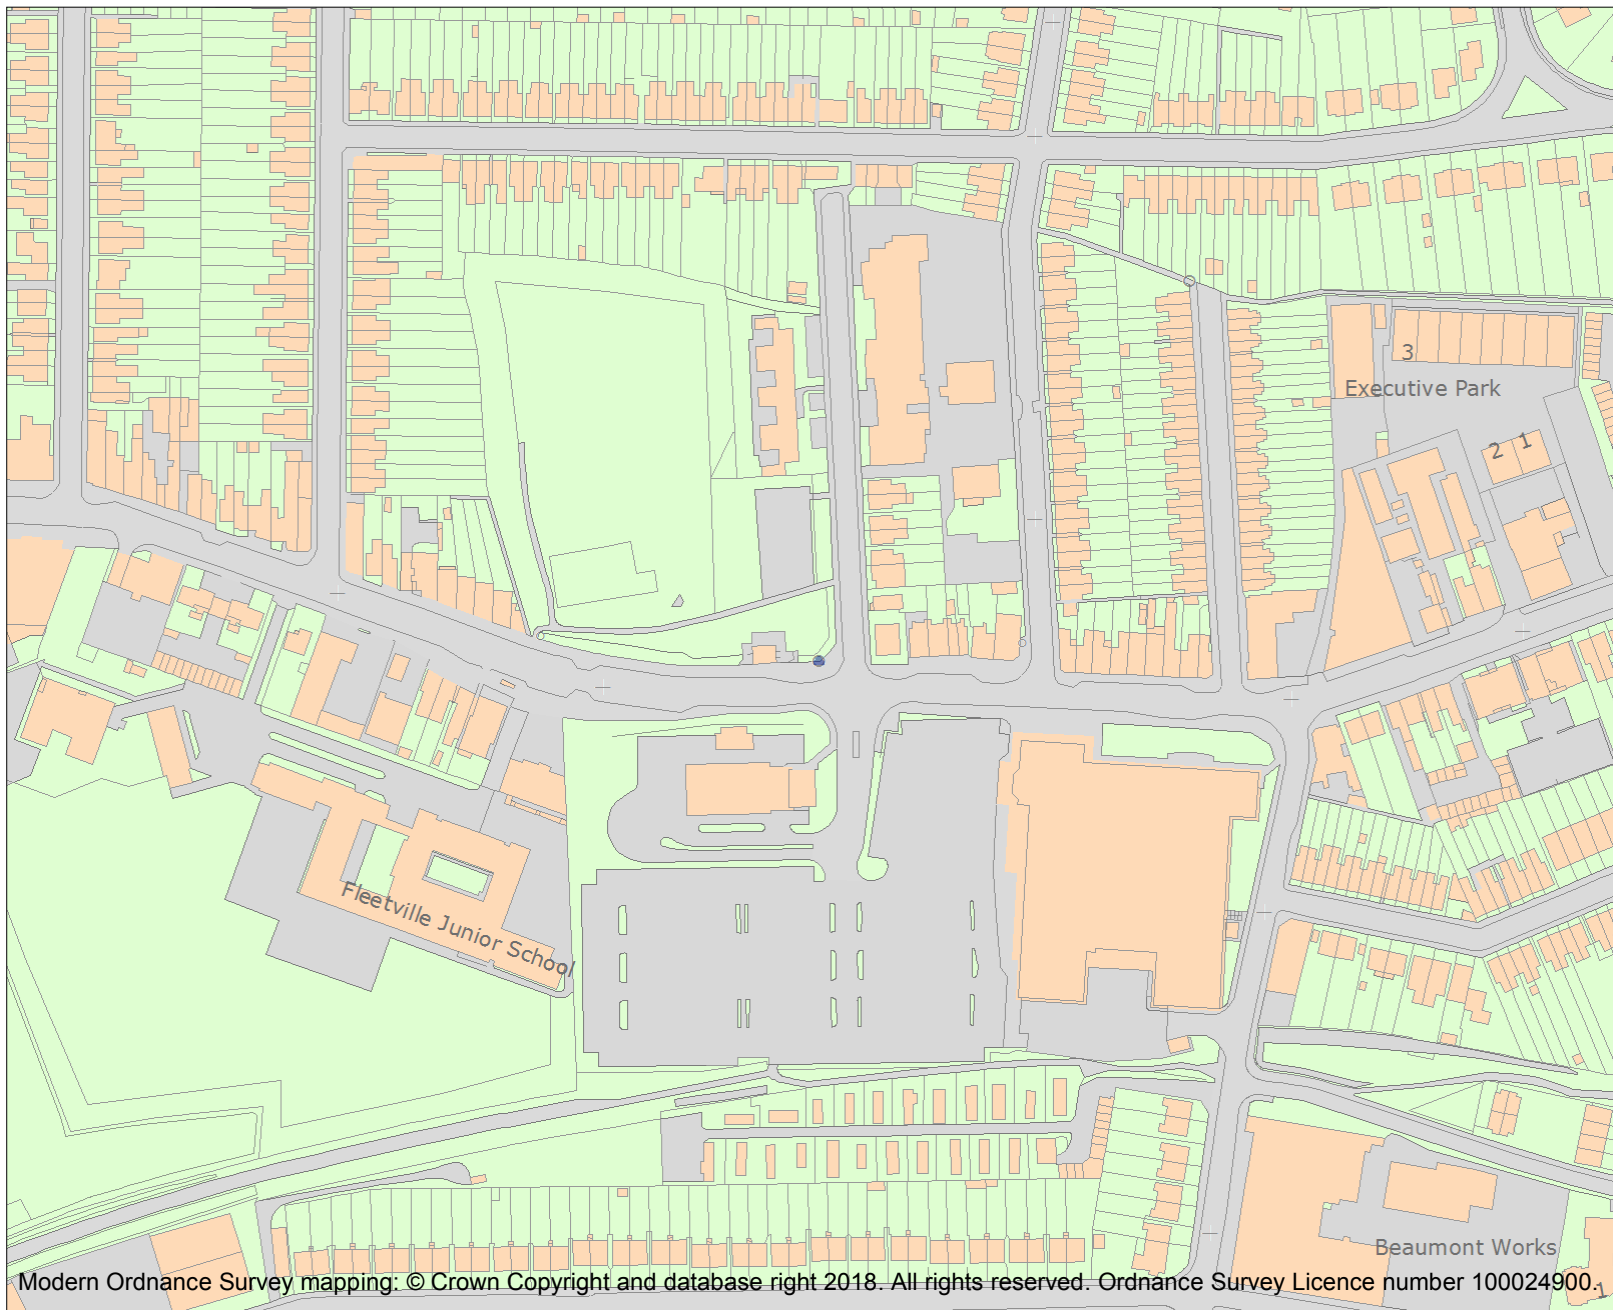 3
Executive Park
2 1
Fleetville Junior School
Beaumont Works
1
Modern Ordnance Survey mapping: © Crown Copyright and database right 2018. All rights reserved. Ordnance Survey Licence number 100024900.